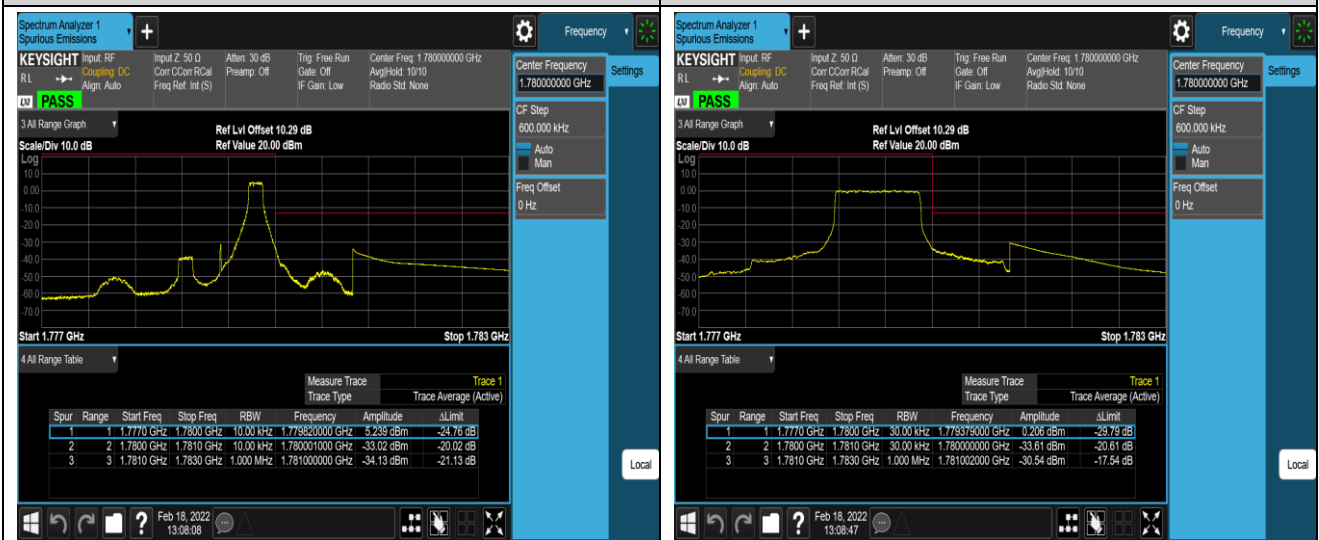 Spectrum Analyzer 1
Spurious Emissions
Frequency
KEYSIGHT Input: RF Input Z: 50 Ω Atten: 30 dB Trig: Free Run Center Freq: 1.780000000 GHz
RL Coupling: DC Corr CCorr RCal Preamp: Off Gate: Off Avg|Hold: 10/10
Align: Auto Freq Ref: Int (S) IF Gain: Low Radio Std: None
LXI PASS
Center Frequency
1.780000000 GHz
Settings
CF Step
600.000 kHz
Auto
Man
Freq Offset
0 Hz
3 All Range Graph
Ref Lvl Offset 10.29 dB
Scale/Div 10.0 dB Ref Value 20.00 dBm
Log
10.0
0.00
-10.0
-20.0
-30.0
-40.0
-50.0
-60.0
-70.0
Start 1.777 GHz Stop 1.783 GHz
4 All Range Table
Measure Trace Trace 1
Trace Type Trace Average (Active)
Spur Range Start Freq Stop Freq RBW Frequency Amplitude ΔLimit
1 1 1.7770 GHz 1.7800 GHz 10.00 kHz 1.779820000 GHz 5.239 dBm -24.76 dB
2 2 1.7800 GHz 1.7810 GHz 10.00 kHz 1.780001000 GHz -33.02 dBm -20.02 dB
3 3 1.7810 GHz 1.7830 GHz 1.000 MHz 1.781000000 GHz -34.13 dBm -21.13 dB
Local
? Feb 18, 2022
13:08:08
Spectrum Analyzer 1
Spurious Emissions
Frequency
KEYSIGHT Input: RF Input Z: 50 Ω Atten: 30 dB Trig: Free Run Center Freq: 1.780000000 GHz
RL Coupling: DC Corr CCorr RCal Preamp: Off Gate: Off Avg|Hold: 10/10
Align: Auto Freq Ref: Int (S) IF Gain: Low Radio Std: None
LXI PASS
Center Frequency
1.780000000 GHz
Settings
CF Step
600.000 kHz
Auto
Man
Freq Offset
0 Hz
3 All Range Graph
Ref Lvl Offset 10.29 dB
Scale/Div 10.0 dB Ref Value 20.00 dBm
Log
10.0
0.00
-10.0
-20.0
-30.0
-40.0
-50.0
-60.0
-70.0
Start 1.777 GHz Stop 1.783 GHz
4 All Range Table
Measure Trace Trace 1
Trace Type Trace Average (Active)
Spur Range Start Freq Stop Freq RBW Frequency Amplitude ΔLimit
1 1 1.7770 GHz 1.7800 GHz 30.00 kHz 1.779379000 GHz 0.206 dBm -29.79 dB
2 2 1.7800 GHz 1.7810 GHz 30.00 kHz 1.780000000 GHz -33.61 dBm -20.61 dB
3 3 1.7810 GHz 1.7830 GHz 1.000 MHz 1.781002000 GHz -30.54 dBm -17.54 dB
Local
? Feb 18, 2022
13:08:47